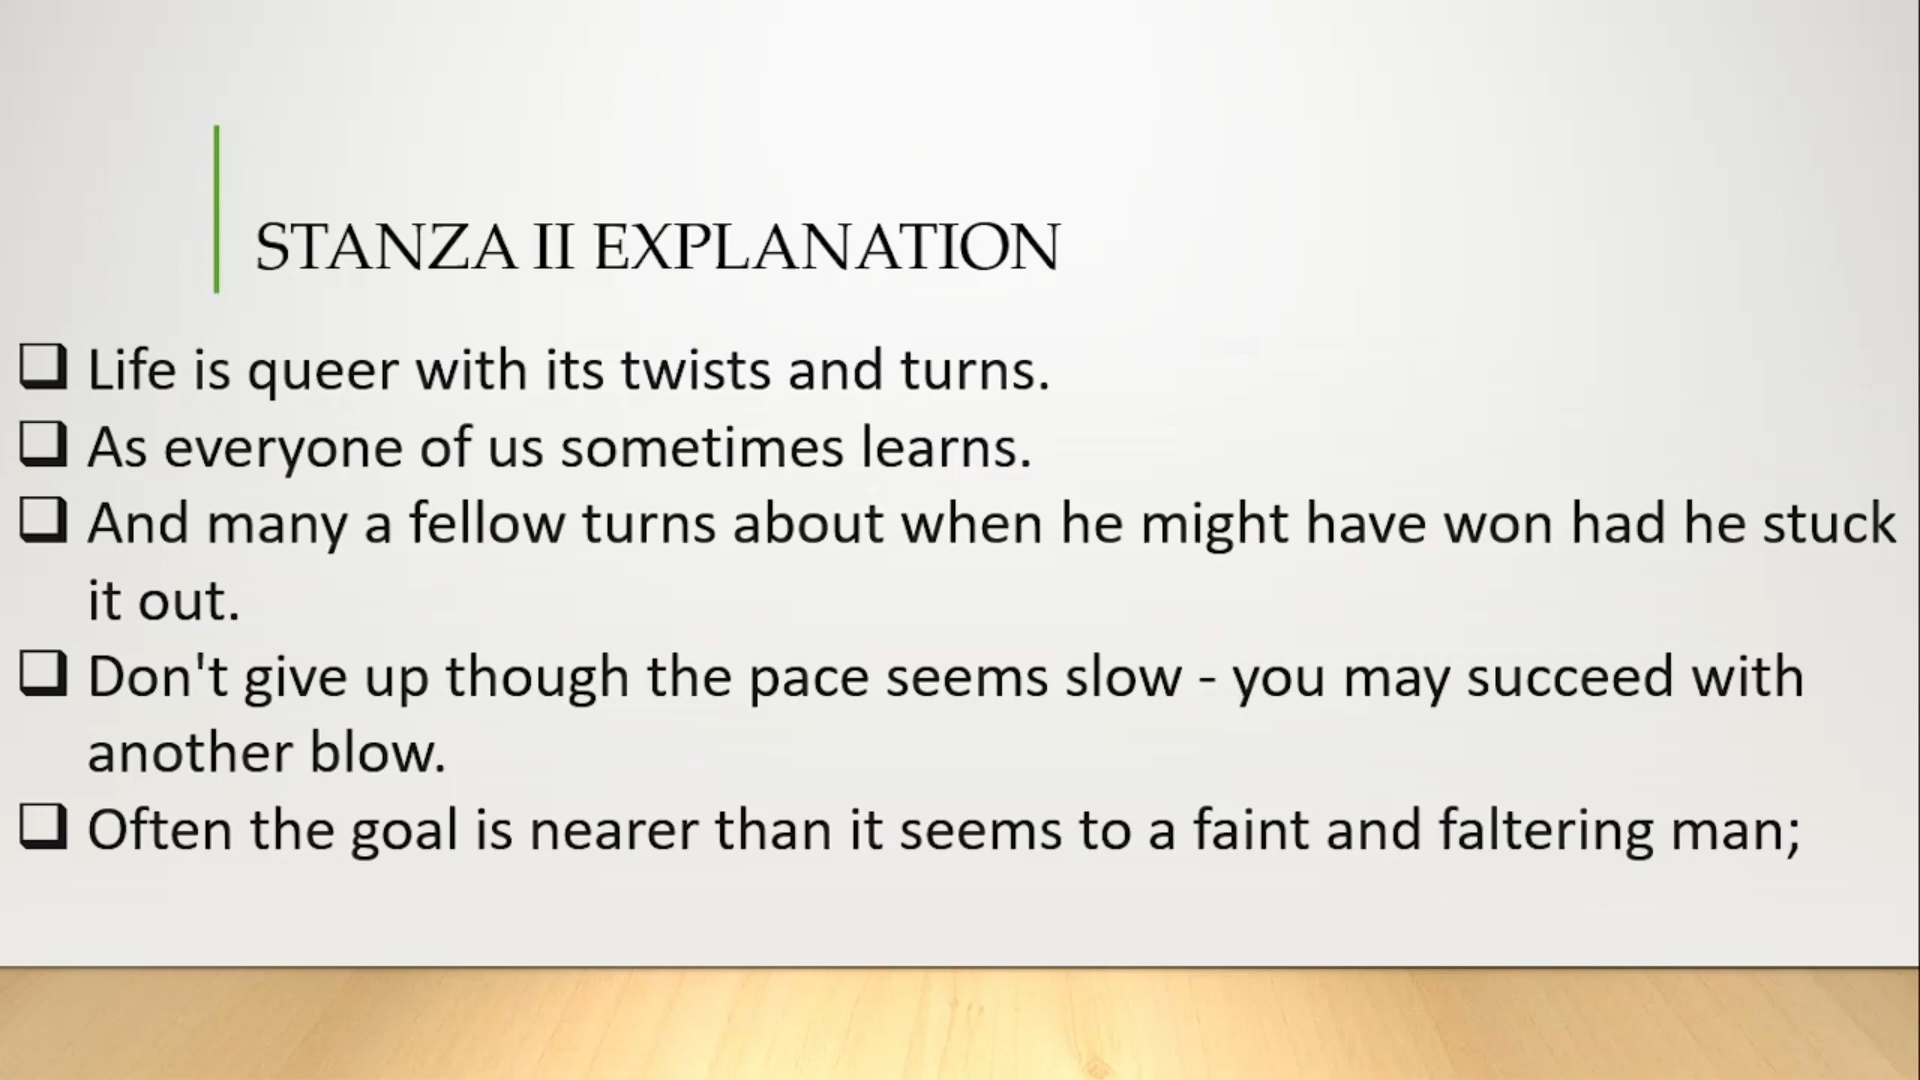 STANZA II EXPLANATION
❑ Life is queer with its twists and turns.
❑ As everyone of us sometimes learns.
❑ And many a fellow turns about when he might have won had he stuck
it out.
❑ Don't give up though the pace seems slow - you may succeed with
another blow.
❑ Often the goal is nearer than it seems to a faint and faltering man;